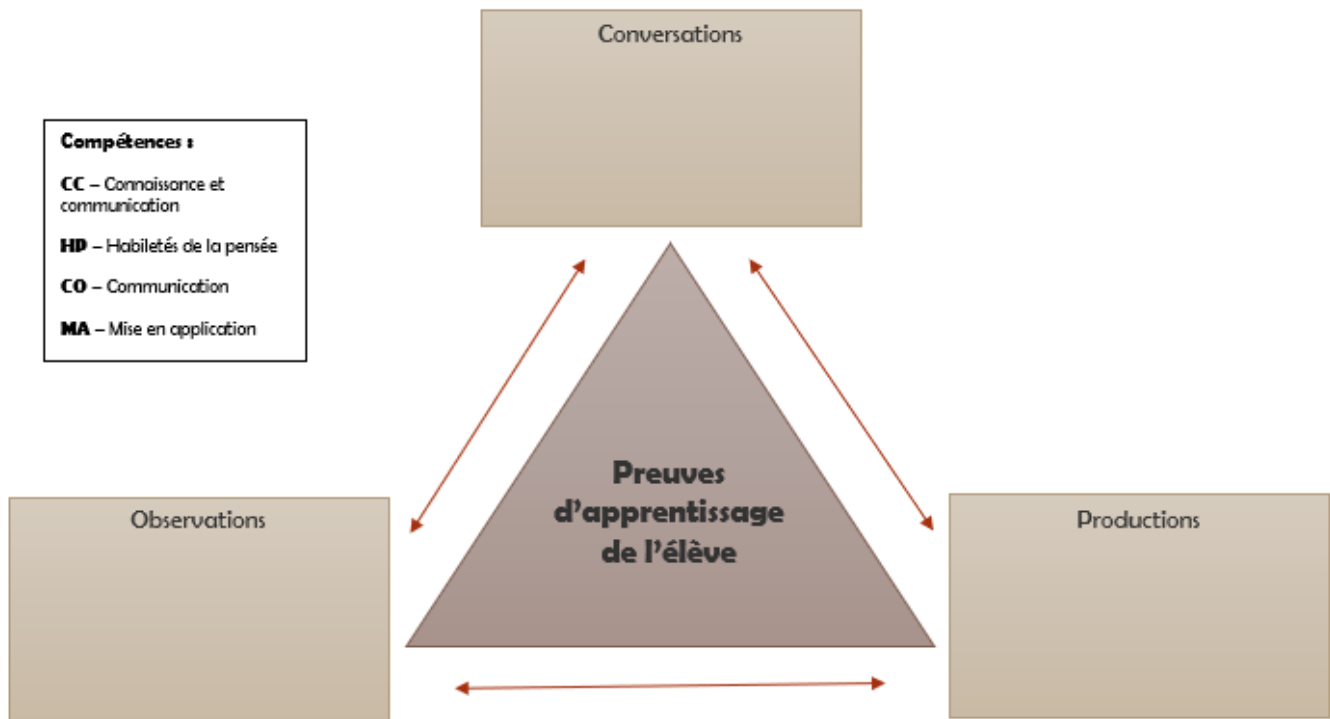 Conversations
Compétences :
CC – Connaissance et
communication
HP – Habiletés de la pensée
CO – Communication
MA – Mise en application
Preuves
d'apprentissage
de l'élève
Observations
Productions